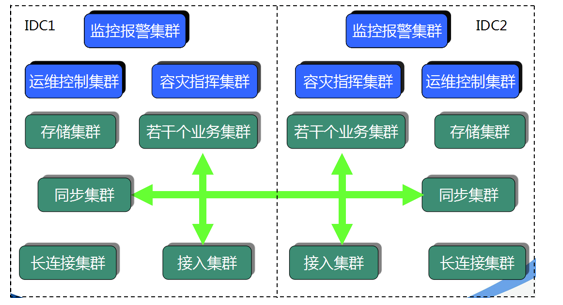 IDC1
监控报警集群
监控报警集群
IDC2
运维控制集群
容灾指挥集群
容灾指挥集群
运维控制集群
存储集群
若干个业务集群
若干个业务集群
存储集群
同步集群
同步集群
长连接集群
接入集群
接入集群
长连接集群